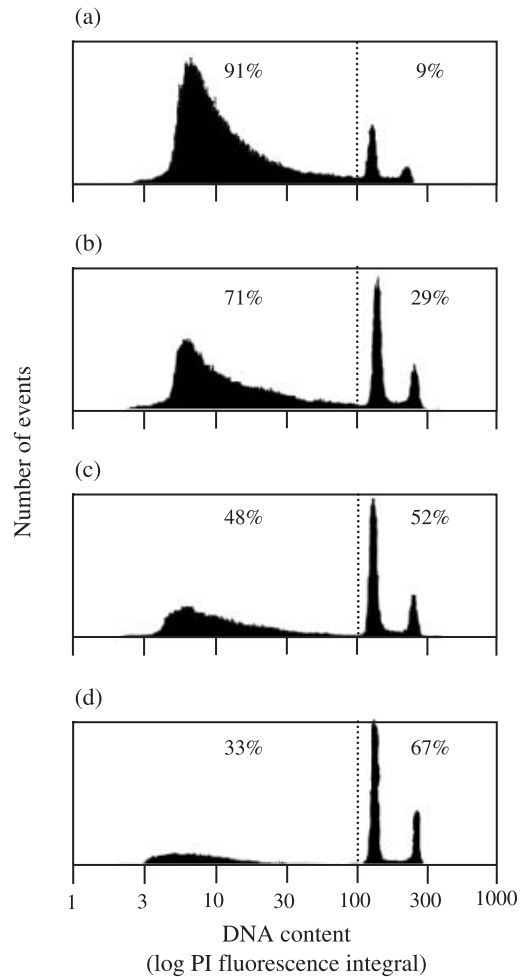 (a)
91% 9%
(b)
71% 29%
(c)
48% 52%
(d)
33% 67%
Number of events
1 3 10 30 100 300 1000
DNA content
(log PI fluorescence integral)